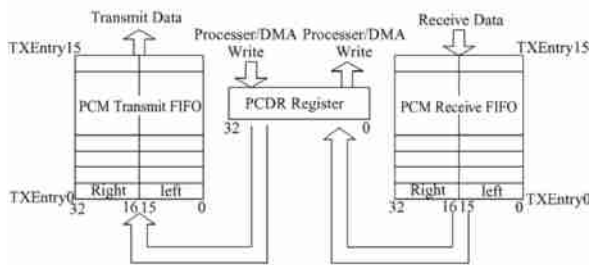 Transmit Data
Processer/DMA Processer/DMA
Receive Data
Write
Write
TXEntry15
TXEntry15
PCM Transmit FIFO
PCDR Register
PCM Receive FIFO
32
0
Right
left
Right
left
TXEntry0
TXEntry0
32
16 15
0
32
16 15
0